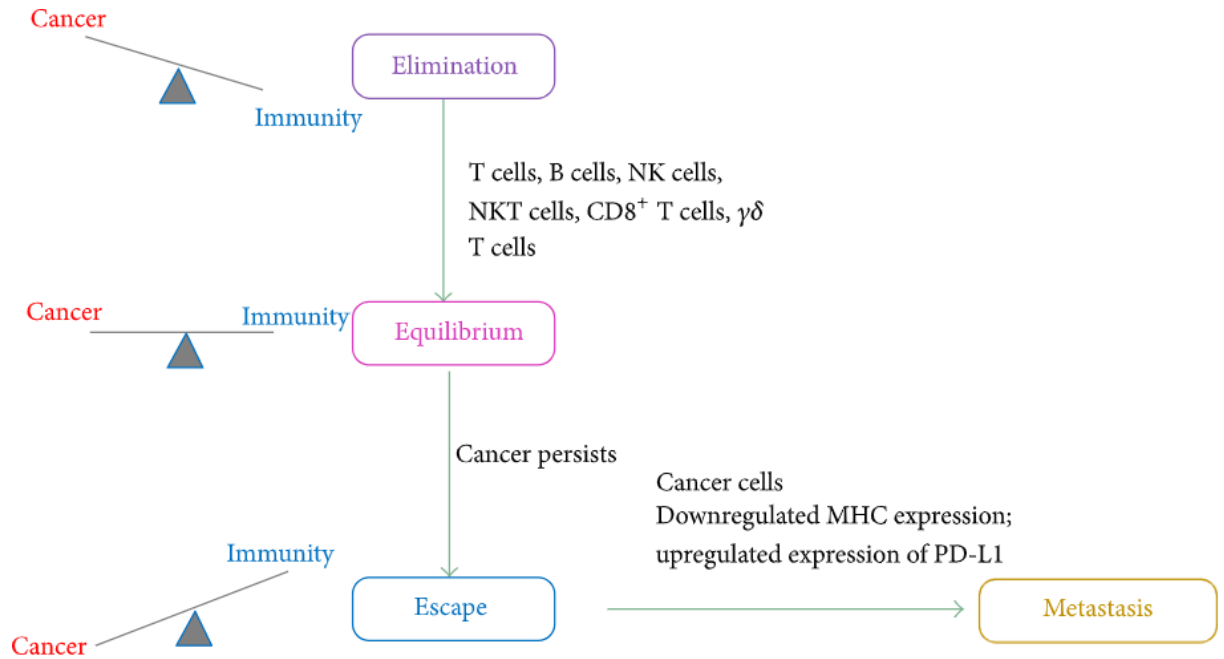 Cancer
Elimination
Immunity
T cells, B cells, NK cells,
NKT cells, CD8⁺ T cells, γδ
T cells
Cancer
Immunity
Equilibrium
Cancer persists
Cancer cells
Downregulated MHC expression;
upregulated expression of PD-L1
Immunity
Escape
Metastasis
Cancer